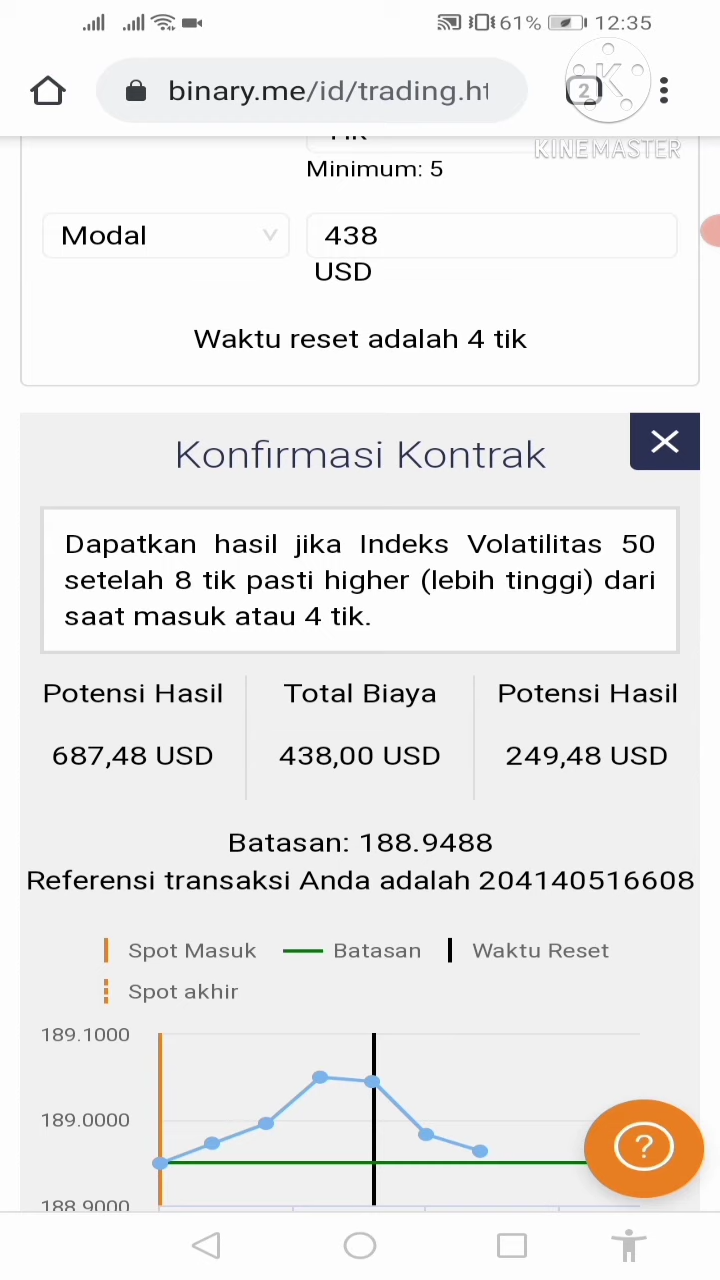 61% 12:35
binary.me/id/trading.ht
2
K
KINEMASTER
Minimum: 5
Modal 438
USD
Waktu reset adalah 4 tik
Konfirmasi Kontrak
Dapatkan hasil jika Indeks Volatilitas 50
setelah 8 tik pasti higher (lebih tinggi) dari
saat masuk atau 4 tik.
Potensi Hasil Total Biaya Potensi Hasil
687,48 USD 438,00 USD 249,48 USD
Batasan: 188.9488
Referensi transaksi Anda adalah 204140516608
Spot Masuk Batasan Waktu Reset
Spot akhir
189.1000
189.0000
?
188.9000